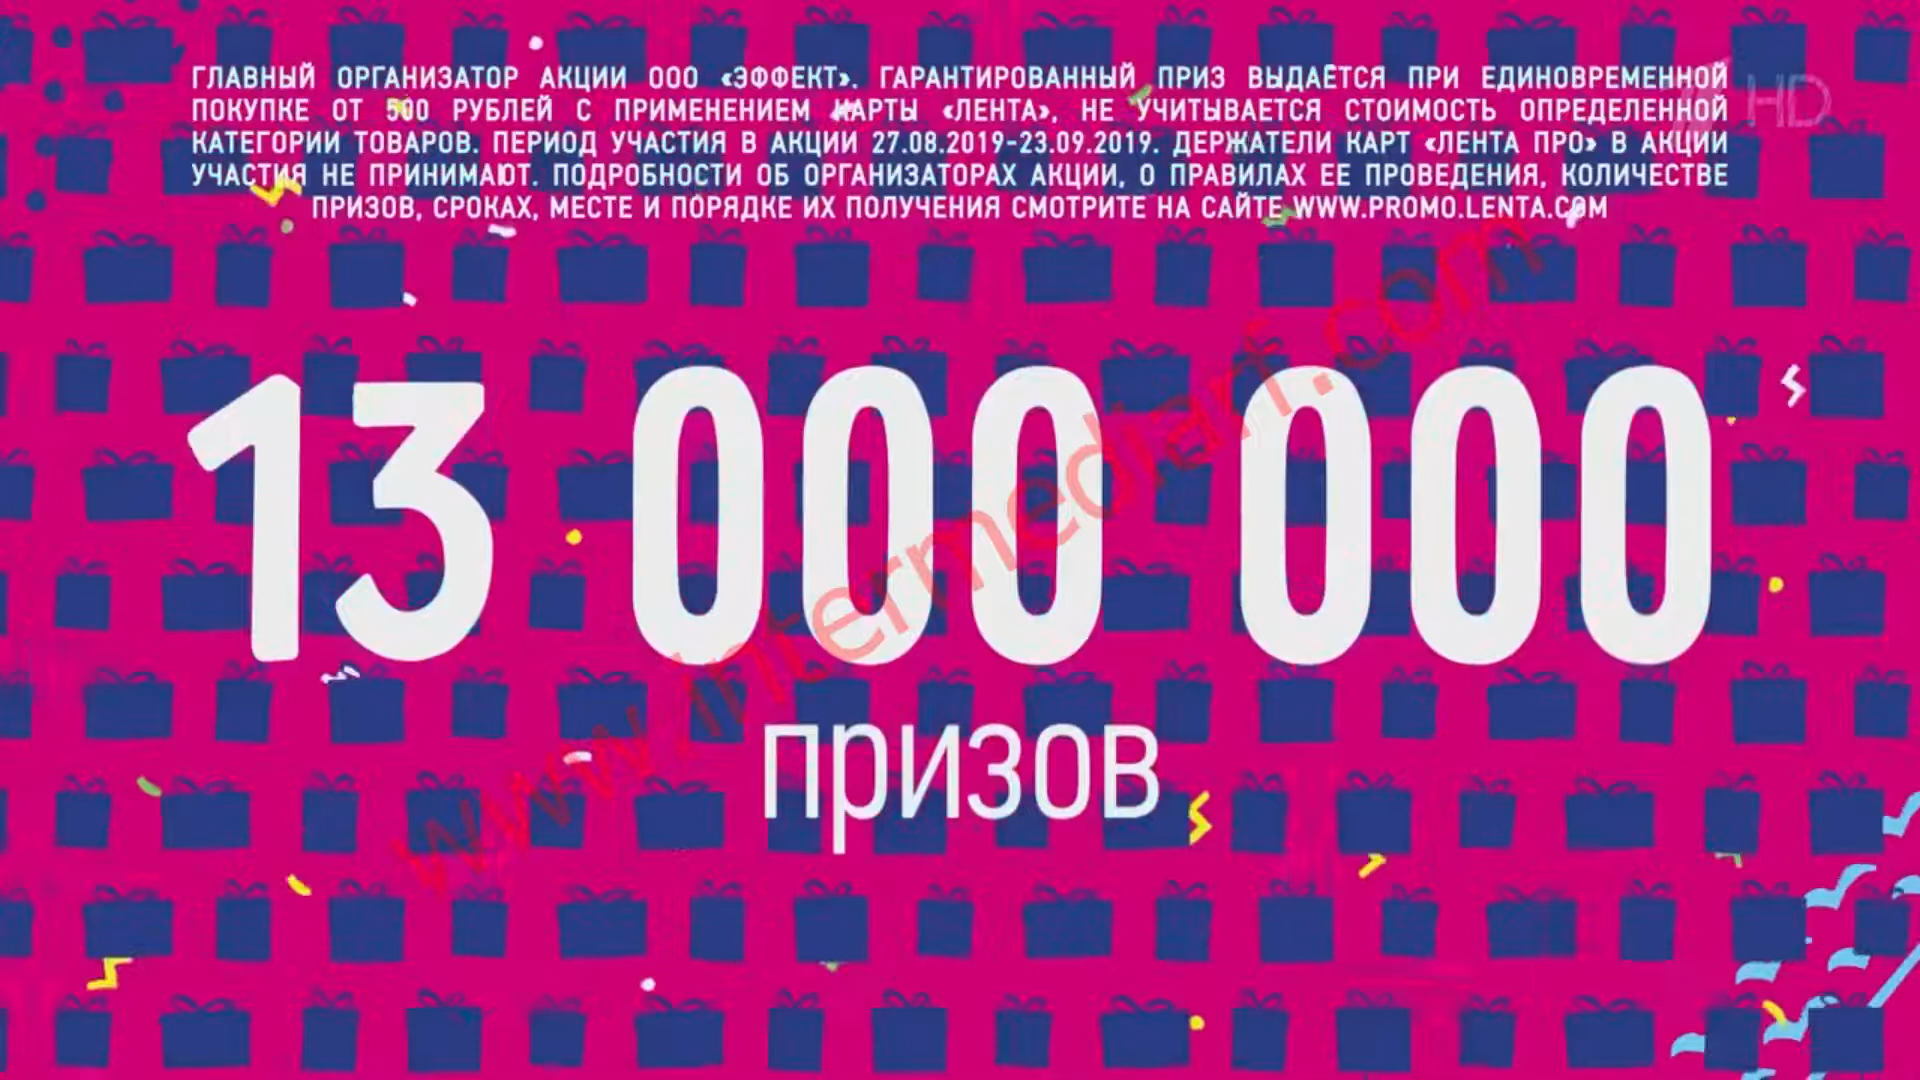 ГЛАВНЫЙ ОРГАНИЗАТОР АКЦИИ ООО «ЭФФЕКТ». ГАРАНТИРОВАННЫЙ ПРИЗ ВЫДАЁТСЯ ПРИ ЕДИНОВРЕМЕННОЙ
ПОКУПКЕ ОТ 500 РУБЛЕЙ С ПРИМЕНЕНИЕМ КАРТЫ «ЛЕНТА», НЕ УЧИТЫВАЕТСЯ СТОИМОСТЬ ОПРЕДЕЛЕННОЙ
КАТЕГОРИИ ТОВАРОВ. ПЕРИОД УЧАСТИЯ В АКЦИИ 27.08.2019-23.09.2019. ДЕРЖАТЕЛИ КАРТ «ЛЕНТА ПРО» В АКЦИИ
УЧАСТИЯ НЕ ПРИНИМАЮТ. ПОДРОБНОСТИ ОБ ОРГАНИЗАТОРАХ АКЦИИ, О ПРАВИЛАХ ЕЕ ПРОВЕДЕНИЯ, КОЛИЧЕСТВЕ
ПРИЗОВ, СРОКАХ, МЕСТЕ И ПОРЯДКЕ ИХ ПОЛУЧЕНИЯ СМОТРИТЕ НА САЙТЕ WWW.PROMO.LENTA.COM
1 HD
13 000 000
призов
www.intermediarf.com